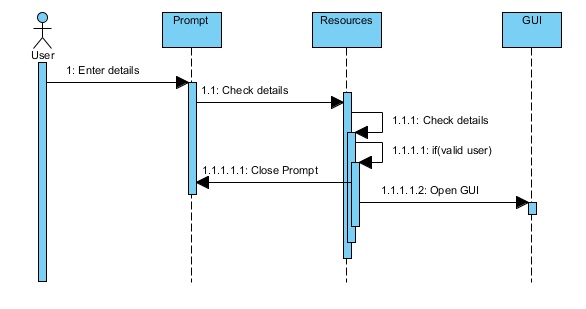 Prompt
Resources
GUI
User
1: Enter details
1.1: Check details
1.1.1: Check details
1.1.1.1: if(valid user)
1.1.1.1.1: Close Prompt
1.1.1.1.2: Open GUI